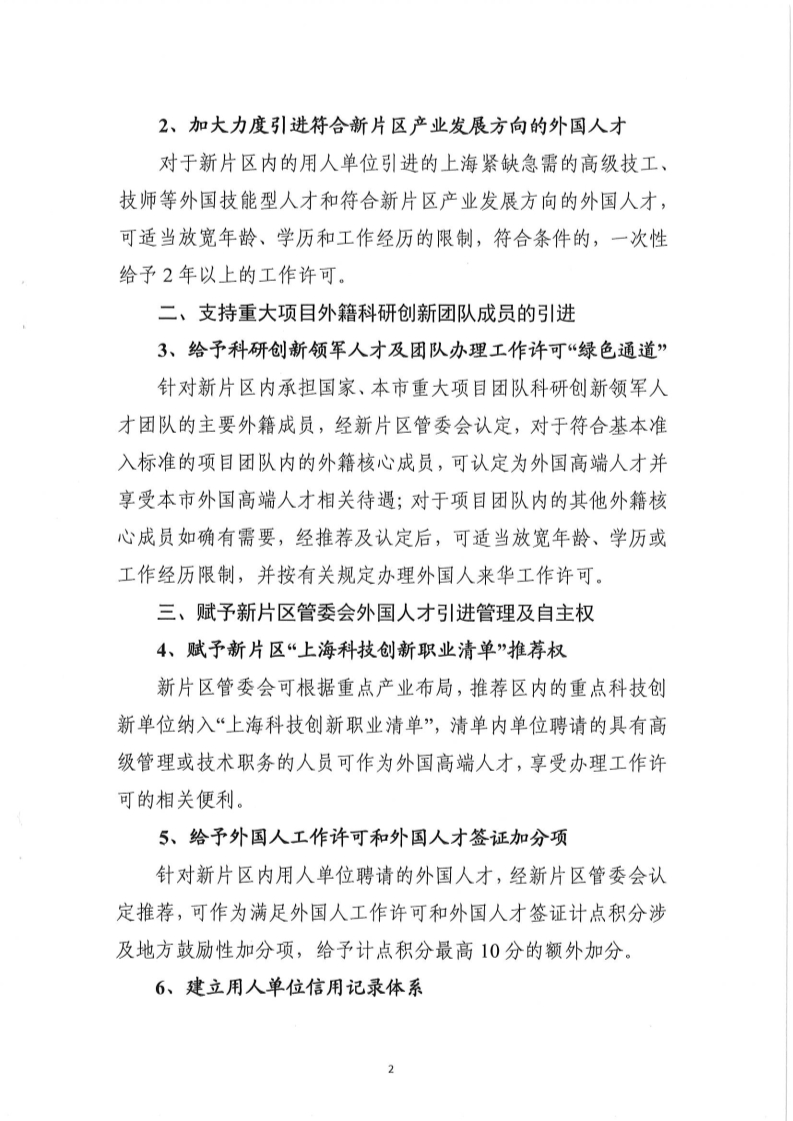 2、加大力度引进符合新片区产业发展方向的外国人才
对于新片区内的用人单位引进的上海紧缺急需的高级技工、
技师等外国技能型人才和符合新片区产业发展方向的外国人才，
可适当放宽年龄、学历和工作经历的限制，符合条件的，一次性
给予 2 年以上的工作许可。
二、支持重大项目外籍科研创新团队成员的引进
3、给予科研创新领军人才及团队办理工作许可“绿色通道”
针对新片区内承担国家、本市重大项目团队科研创新领军人
才团队的主要外籍成员，经新片区管委会认定，对于符合基本准
入标准的项目团队内的外籍核心成员，可认定为外国高端人才并
享受本市外国高端人才相关待遇；对于项目团队内的其他外籍核
心成员如确有需要，经推荐及认定后，可适当放宽年龄、学历或
工作经历限制，并按有关规定办理外国人来华工作许可。
三、赋予新片区管委会外国人才引进管理及自主权
4、赋予新片区“上海科技创新职业清单”推荐权
新片区管委会可根据重点产业布局，推荐区内的重点科技创
新单位纳入“上海科技创新职业清单”，清单内单位聘请的具有高
级管理或技术职务的人员可作为外国高端人才，享受办理工作许
可的相关便利。
5、给予外国人工作许可和外国人才签证加分项
针对新片区内用人单位聘请的外国人才，经新片区管委会认
定推荐，可作为满足外国人工作许可和外国人才签证计点积分涉
及地方鼓励性加分项，给予计点积分最高 10 分的额外加分。
6、建立用人单位信用记录体系
2